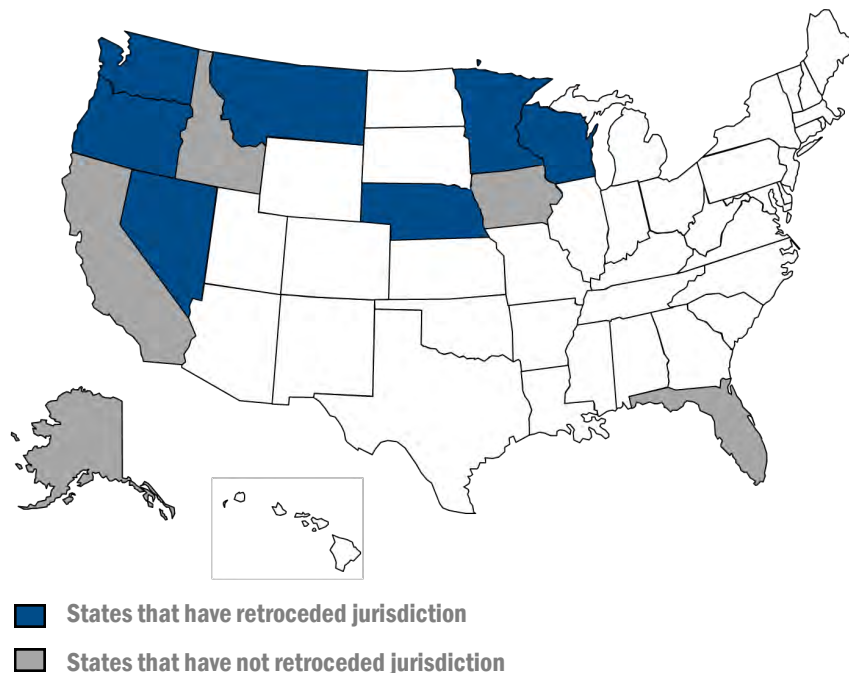 States that have retroceded jurisdiction
States that have not retroceded jurisdiction